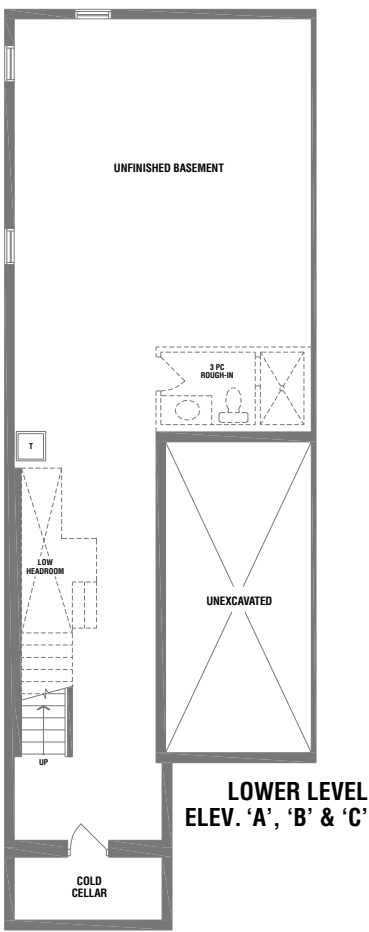 UNFINISHED BASEMENT
3 PC
ROUGH-IN
T
LOW
HEADROOM
UNEXCAVATED
UP
LOWER LEVEL
ELEV. ‘A’, ‘B’ & ‘C’
COLD
CELLAR